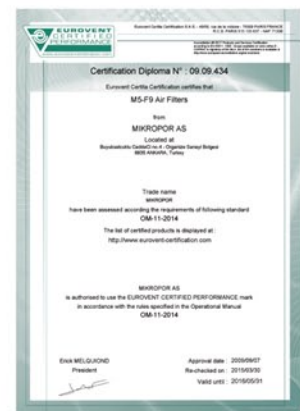 EUROVENT
CERTIFIED
PERFORMANCE
Certification Diploma N° : 09.09.434
Eurovent Certita Certification certifies that
M5-F9 Air Filters
from
MIKROPOR AS
Located at
06935 ANKARA, Turkey
Trade name
MIKROPOR
have been assessed according the requirements of following standard
OM-11-2014
The list of certified products is displayed at :
http://www.eurovent-certification.com
MIKROPOR AS
is authorised to use the EUROVENT CERTIFIED PERFORMANCE mark
in accordance with the rules specified in the Operational Manual
OM-11-2014
Erick MELQUIOND
President
Approval date : 2009/09/07
Re-checked on : 2015/03/30
Valid until : 2016/05/31